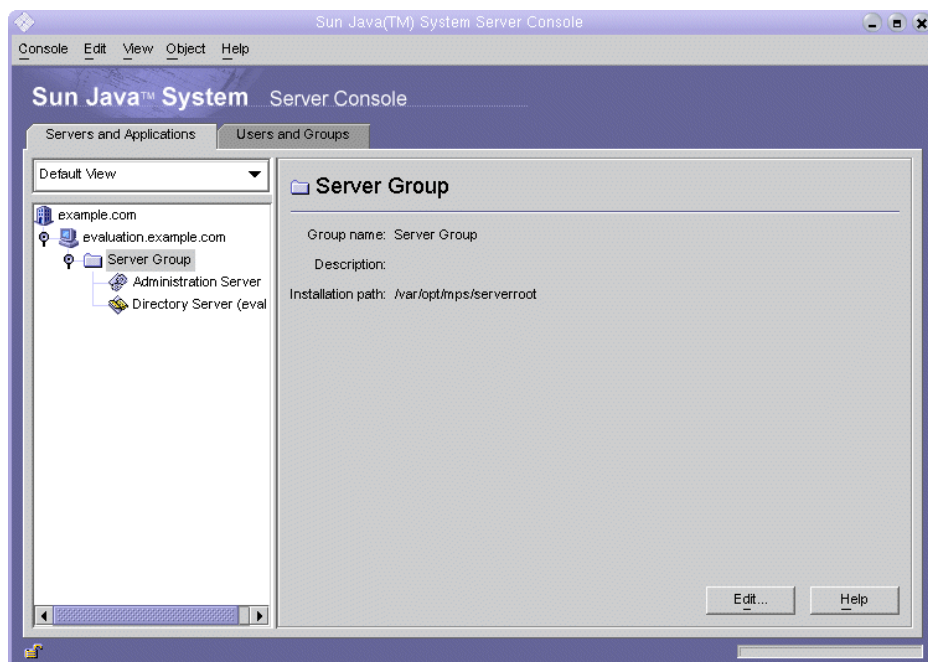 Sun Java(TM) System Server Console
Console Edit View Object Help
Sun Java™ System Server Console
Servers and Applications Users and Groups
Default View
example.com
evaluation.example.com
Server Group
Administration Server
Directory Server (eval
Server Group
Group name: Server Group
Description:
Installation path: /var/opt/mps/serverroot
Edit... Help